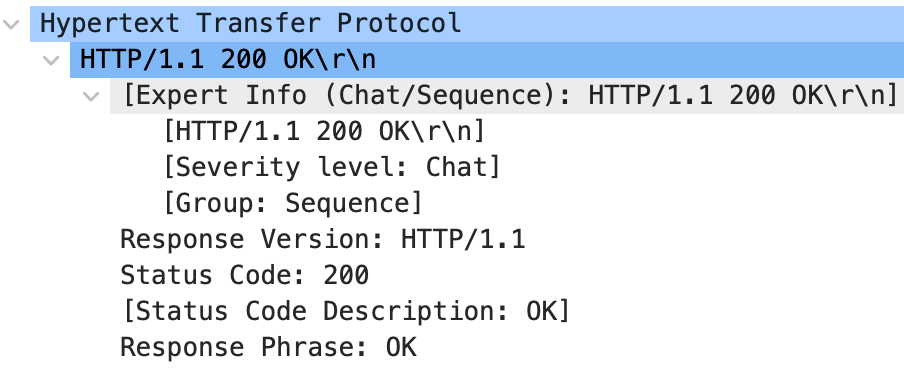 Hypertext Transfer Protocol
HTTP/1.1 200 OK\r\n
[Expert Info (Chat/Sequence): HTTP/1.1 200 OK\r\n]
[HTTP/1.1 200 OK\r\n]
[Severity level: Chat]
[Group: Sequence]
Response Version: HTTP/1.1
Status Code: 200
[Status Code Description: OK]
Response Phrase: OK